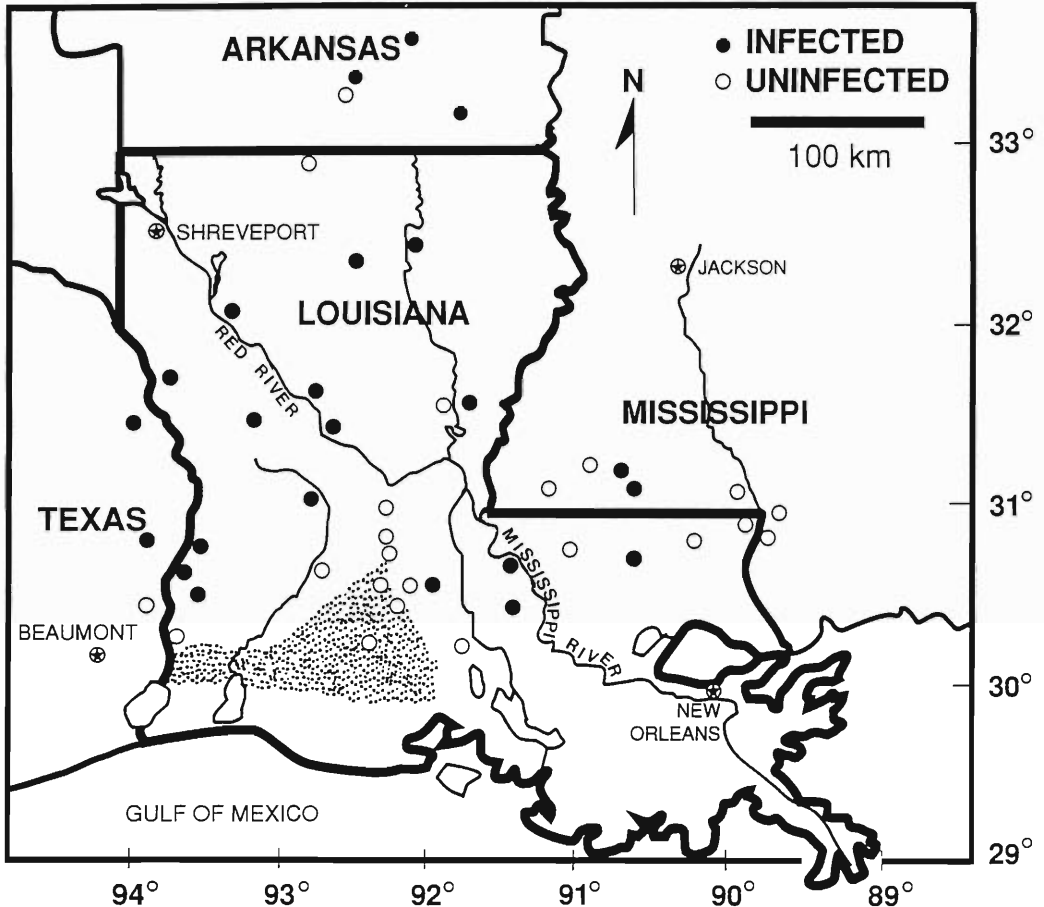 ARKANSAS
INFECTED
UNINFECTED
N
100 km
33°
SHREVEPORT
JACKSON
LOUISIANA
32°
RED RIVER
MISSISSIPPI
TEXAS
31°
MISSISSIPPI RIVER
BEAUMONT
30°
NEW
ORLEANS
GULF OF MEXICO
29°
94° 93° 92° 91° 90° 89°